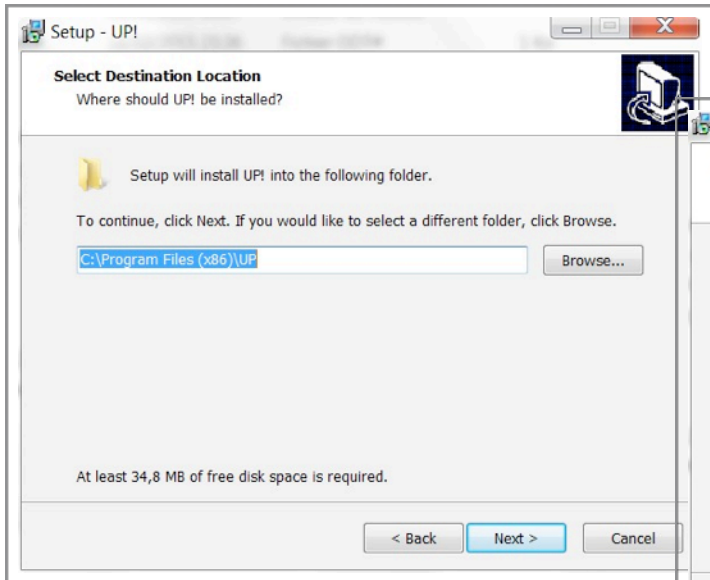 Setup - UP!
Select Destination Location
Where should UP! be installed?
Setup will install UP! into the following folder.
To continue, click Next. If you would like to select a different folder, click Browse.
C:\Program Files (x86)\UP
Browse...
At least 34,8 MB of free disk space is required.
< Back
Next >
Cancel